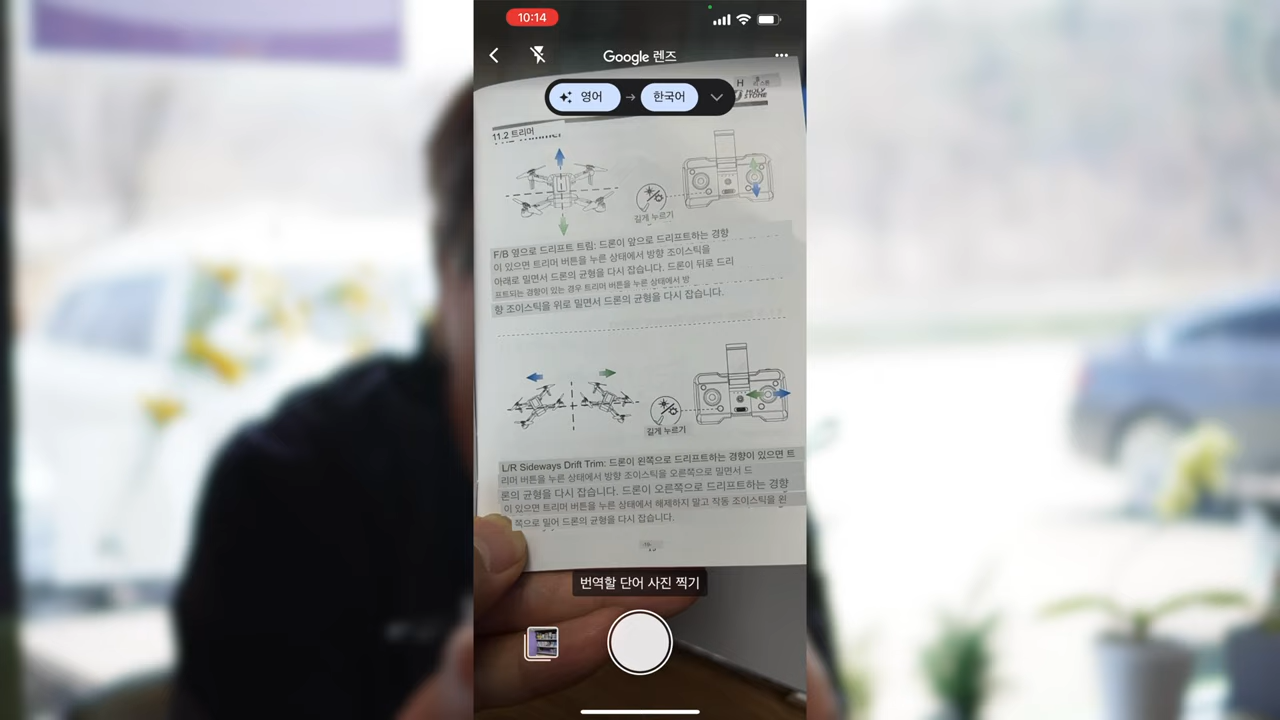 10:14
Google 렌즈
영어 → 한국어
HOLY
STONE
11.2 트리머
길게 누르기
F/B 옆으로 드리프트 트림: 드론이 앞으로 드리프트하는 경향
이 있으면 트리머 버튼을 누른 상태에서 방향 조이스틱을
아래로 밀면서 드론의 균형을 다시 잡습니다. 드론이 뒤로 드리
프트되는 경향이 있는 경우 트리머 버튼을 누른 상태에서 방
향 조이스틱을 위로 밀면서 드론의 균형을 다시 잡습니다.
길게 누르기
L/R Sideways Drift Trim: 드론이 왼쪽으로 드리프트하는 경향이 있으면 트
리머 버튼을 누른 상태에서 방향 조이스틱을 오른쪽으로 밀면서 드
론의 균형을 다시 잡습니다. 드론이 오른쪽으로 드리프트하는 경향
이 있으면 트리머 버튼을 누른 상태에서 해제하지 말고 작동 조이스틱을 왼
쪽으로 밀어 드론의 균형을 다시 잡습니다.
번역할 단어 사진 찍기